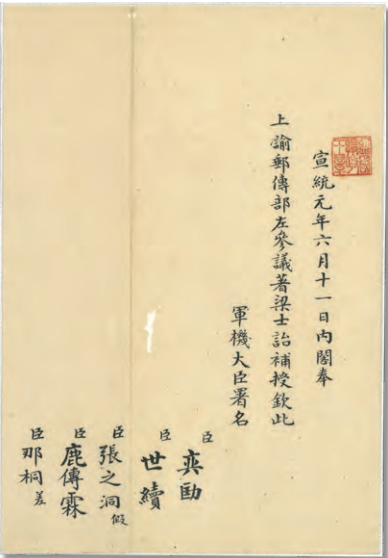 宣統元年六月十一日內閣奉
上諭郵傳部左參議著梁士詒補授欽此
軍機大臣署名
臣奕劻
臣世續
臣張之洞假
臣鹿傳霖
臣那桐差